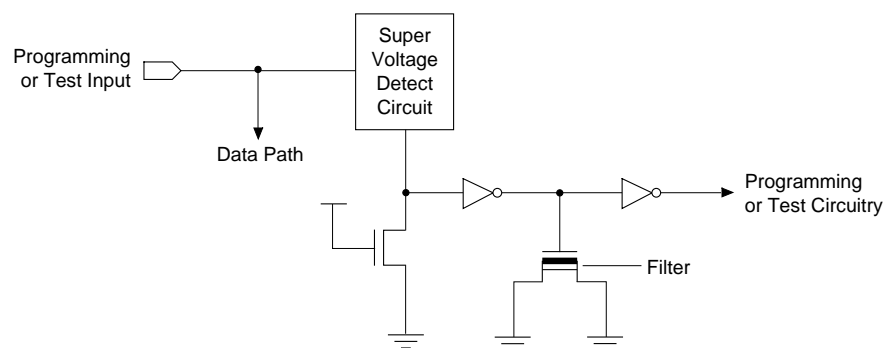 Programming
or Test Input
Super
Voltage
Detect
Circuit
Data Path
Programming
or Test Circuitry
Filter